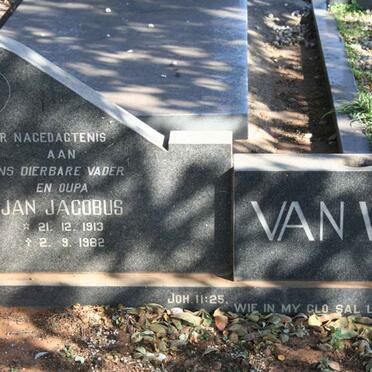 R NAGEDAGTENIS
AAN
NS DIERBARE VADER
EN OUPA
JAN JACOBUS
☆ 21. 12. 1913
✝ 2. 9. 1982
VAN
JOH. 11:25. WIE IN MY GLO SAL L